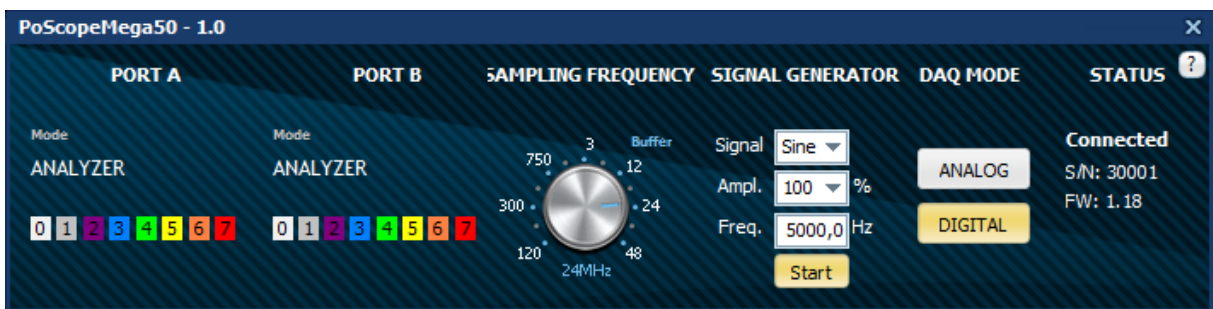 PoScopeMega50 - 1.0
PORT A
Mode
ANALYZER
0 1 2 3 4 5 6 7
PORT B
Mode
ANALYZER
0 1 2 3 4 5 6 7
SAMPLING FREQUENCY
Buffer
120
300
750
3
12
24
48
24MHz
SIGNAL GENERATOR
Signal Sine
Ampl. 100 %
Freq. 5000,0 Hz
Start
DAQ MODE
ANALOG
DIGITAL
STATUS
?
Connected
S/N: 30001
FW: 1.18